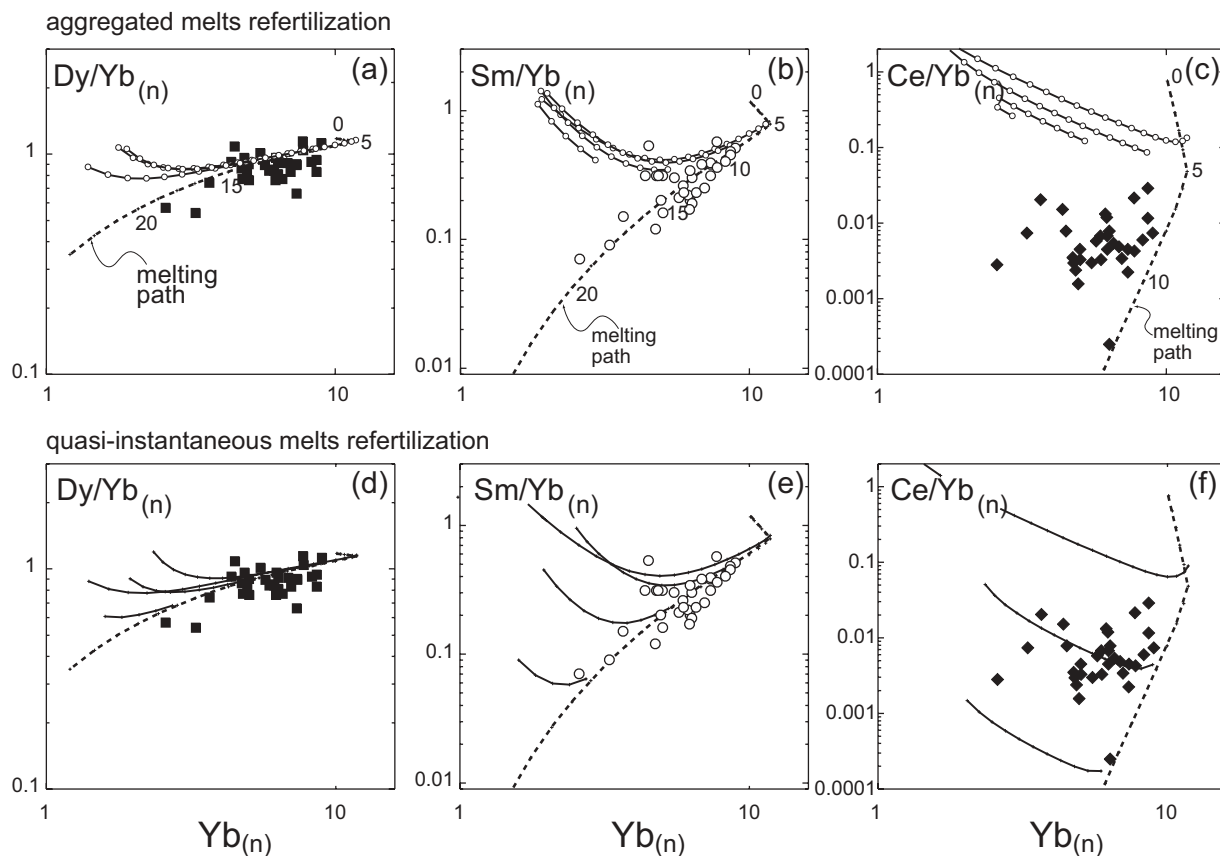 aggregated melts refertilization
Dy/Yb(n)
(a)
1
0.1
1
10
0
5
15
20
melting
path
Sm/Yb(n)
(b)
1
0.1
0.01
1
10
0
5
10
15
20
melting
path
Ce/Yb(n)
(c)
1
0.1
0.01
0.001
0.0001
1
10
0
5
10
melting
path
quasi-instantaneous melts refertilization
Dy/Yb(n)
(d)
1
0.1
1
10
Yb(n)
Sm/Yb(n)
(e)
1
0.1
0.01
1
10
Yb(n)
Ce/Yb(n)
(f)
1
0.1
0.01
0.001
0.0001
1
10
Yb(n)